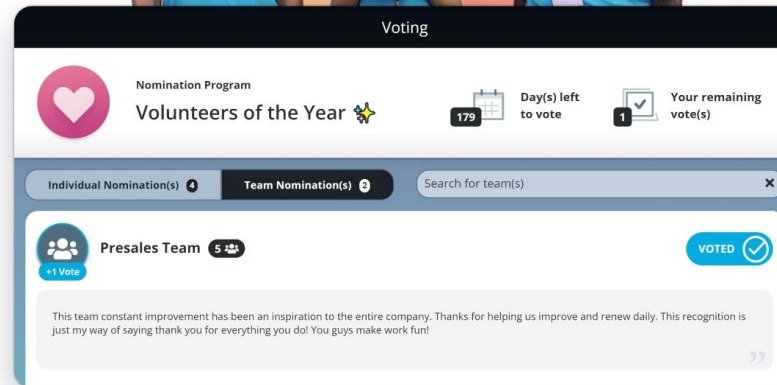 Voting
Nomination Program
Volunteers of the Year ✨
179
Day(s) left
to vote
1
Your remaining
vote(s)
Individual Nomination(s) 4
Team Nomination(s) 2
Search for team(s)
Presales Team 5
+1 Vote
VOTED
This team constant improvement has been an inspiration to the entire company. Thanks for helping us improve and renew daily. This recognition is
just my way of saying thank you for everything you do! You guys make work fun!